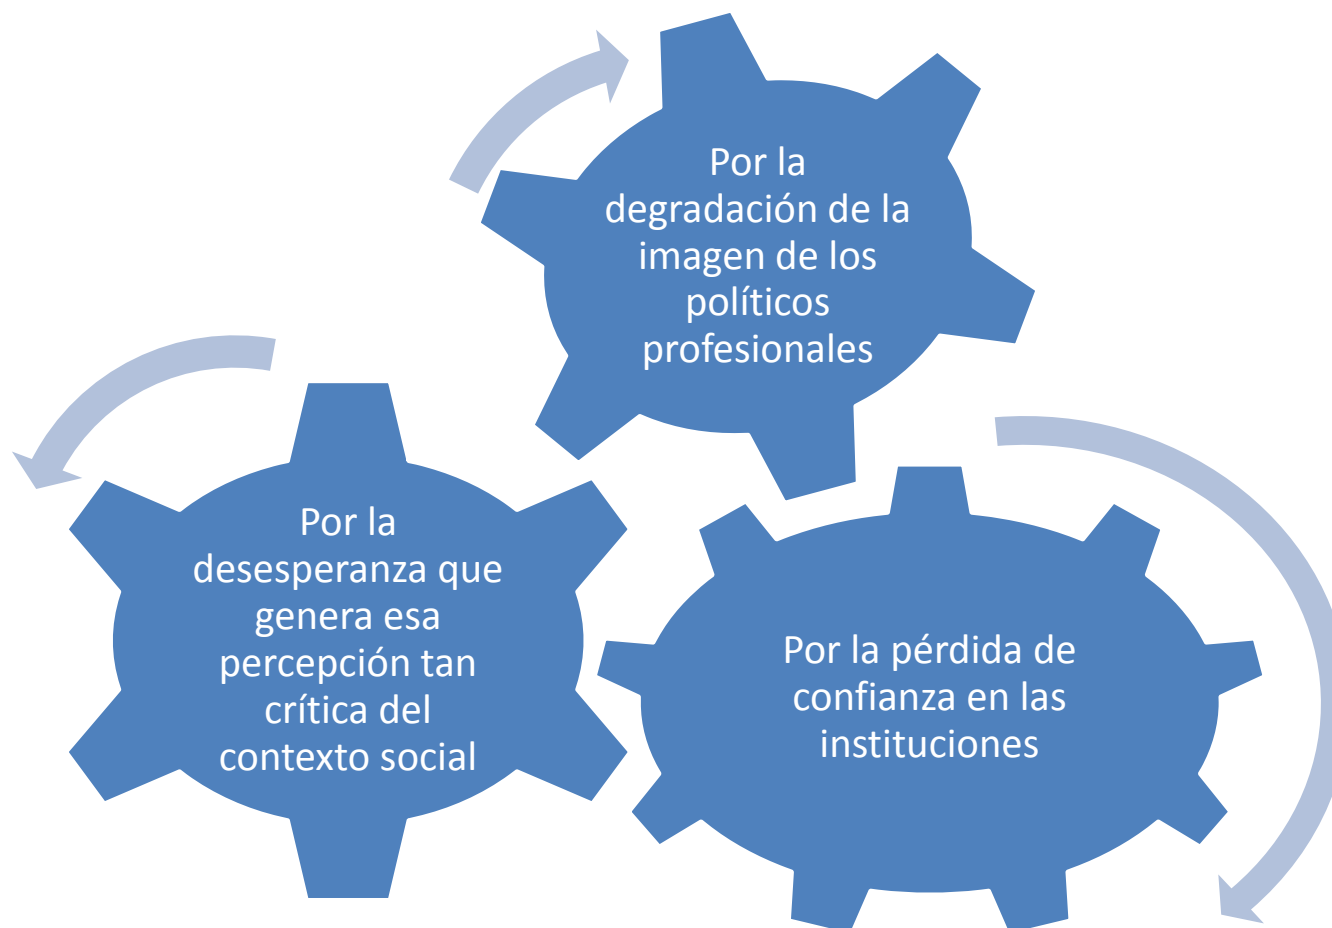 Por la
degradación de la
imagen de los
políticos
profesionales
Por la
desesperanza que
genera esa
percepción tan
crítica del
contexto social
Por la pérdida de
confianza en las
instituciones